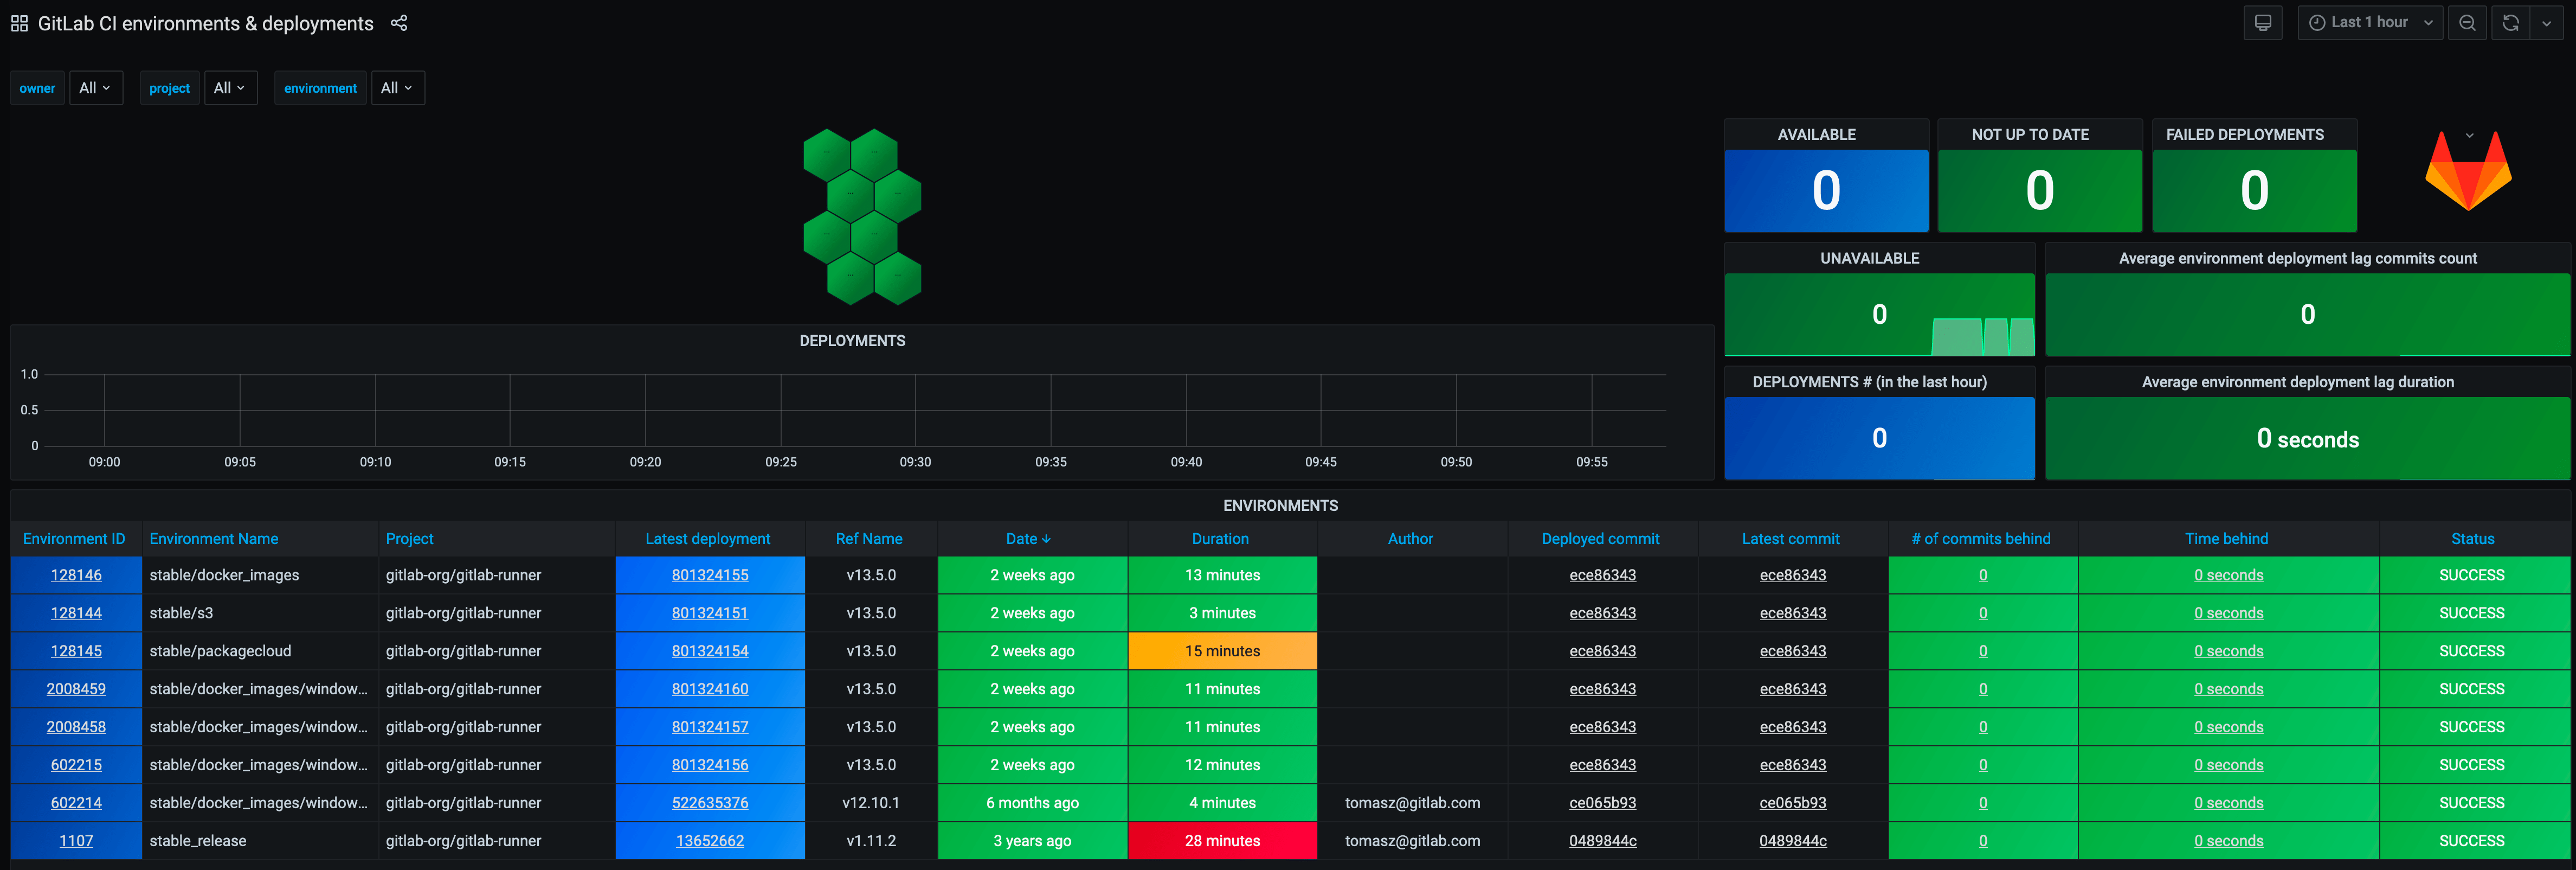 GitLab CI environments & deployments
Last 1 hour
owner All project All environment All
AVAILABLE NOT UP TO DATE FAILED DEPLOYMENTS
0 0 0
UNAVAILABLE Average environment deployment lag commits count
0 0
DEPLOYMENTS
1.0
0.5
0
09:00 09:05 09:10 09:15 09:20 09:25 09:30 09:35 09:40 09:45 09:50 09:55
DEPLOYMENTS # (in the last hour) Average environment deployment lag duration
0 0 seconds
ENVIRONMENTS
Environment ID Environment Name Project Latest deployment Ref Name Date Duration Author Deployed commit Latest commit # of commits behind Time behind Status
128146 stable/docker_images gitlab-org/gitlab-runner 801324155 v13.5.0 2 weeks ago 13 minutes ece86343 ece86343 0 0 seconds SUCCESS
128144 stable/s3 gitlab-org/gitlab-runner 801324151 v13.5.0 2 weeks ago 3 minutes ece86343 ece86343 0 0 seconds SUCCESS
128145 stable/packagecloud gitlab-org/gitlab-runner 801324154 v13.5.0 2 weeks ago 15 minutes ece86343 ece86343 0 0 seconds SUCCESS
2008459 stable/docker_images/window... gitlab-org/gitlab-runner 801324160 v13.5.0 2 weeks ago 11 minutes ece86343 ece86343 0 0 seconds SUCCESS
2008458 stable/docker_images/window... gitlab-org/gitlab-runner 801324157 v13.5.0 2 weeks ago 11 minutes ece86343 ece86343 0 0 seconds SUCCESS
602215 stable/docker_images/window... gitlab-org/gitlab-runner 801324156 v13.5.0 2 weeks ago 12 minutes ece86343 ece86343 0 0 seconds SUCCESS
602214 stable/docker_images/window... gitlab-org/gitlab-runner 522635376 v12.10.1 6 months ago 4 minutes tomasz@gitlab.com ce065b93 ce065b93 0 0 seconds SUCCESS
1107 stable_release gitlab-org/gitlab-runner 13652662 v1.11.2 3 years ago 28 minutes tomasz@gitlab.com 0489844c 0489844c 0 0 seconds SUCCESS